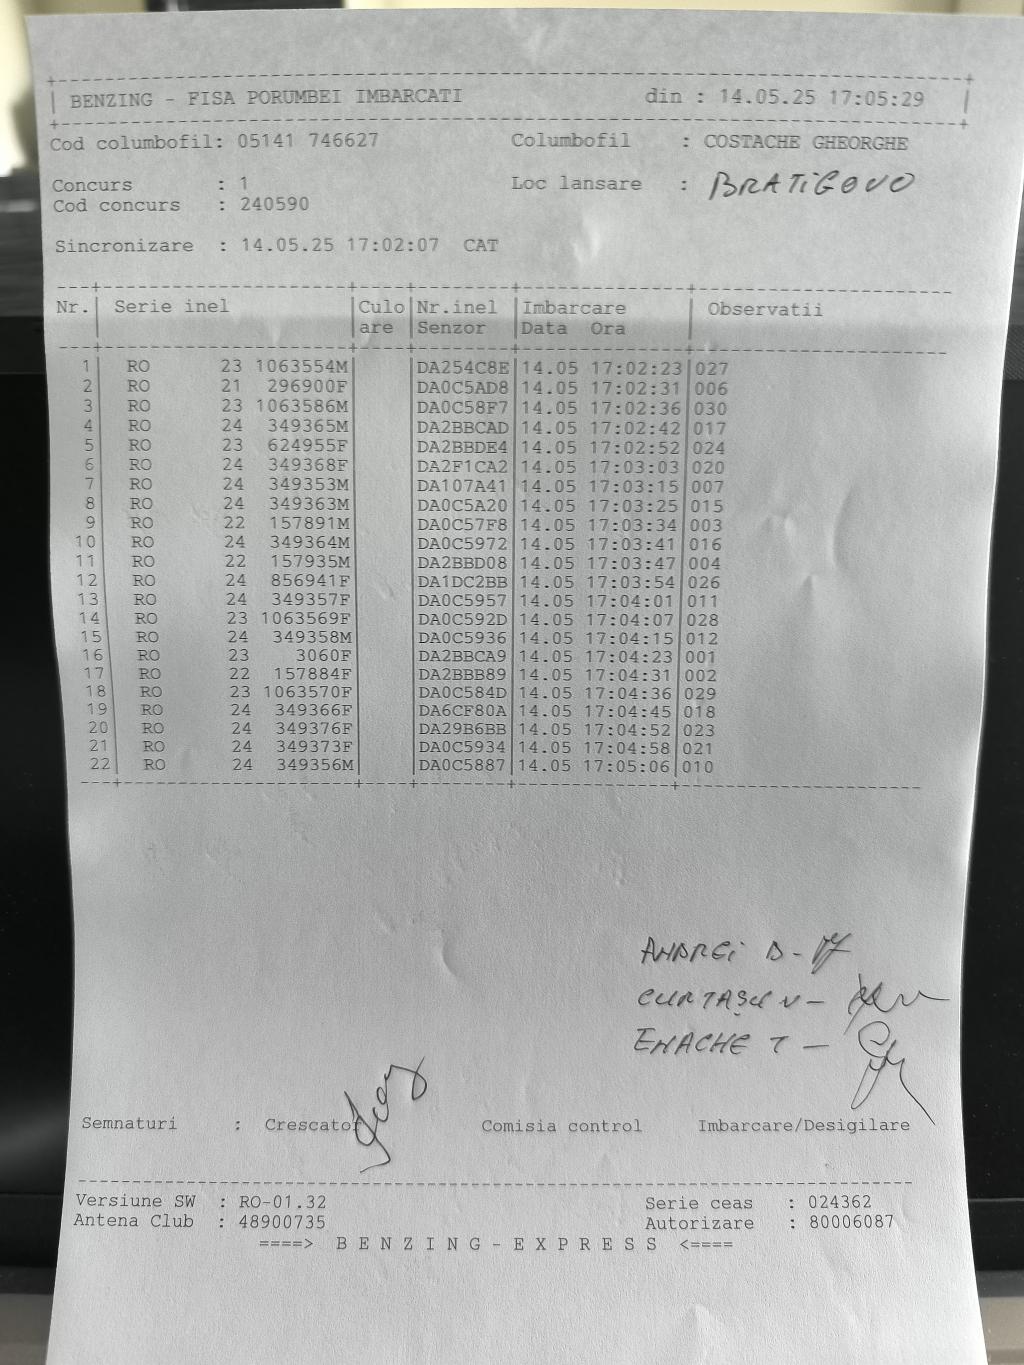 BENZING - FISA PORUMBEI IMBARCATI din : 14.05.25 17:05:29
Cod columbofil: 05141 746627 Columbofil : COSTACHE GHEORGHE
Concurs : 1 Loc lansare : BRATIGOVO
Cod concurs : 240590
Sincronizare : 14.05.25 17:02:07 CAT
Nr. Serie inel Culo Nr.inel Imbarcare Observatii
are Senzor Data Ora
1 RO 23 1063554M DA254C8E 14.05 17:02:23 027
2 RO 21 296900F DA0C5AD8 14.05 17:02:31 006
3 RO 23 1063586M DA0C58F7 14.05 17:02:36 030
4 RO 24 349365M DA2BBCAD 14.05 17:02:42 017
5 RO 23 624955F DA2BBDE4 14.05 17:02:52 024
6 RO 24 349368F DA2F1CA2 14.05 17:03:03 020
7 RO 24 349353M DA107A41 14.05 17:03:15 007
8 RO 24 349363M DA0C5A20 14.05 17:03:25 015
9 RO 22 157891M DA0C57F8 14.05 17:03:34 003
10 RO 24 349364M DA0C5972 14.05 17:03:41 016
11 RO 22 157935M DA2BBD08 14.05 17:03:47 004
12 RO 24 856941F DA1DC2BB 14.05 17:03:54 026
13 RO 24 349357F DA0C5957 14.05 17:04:01 011
14 RO 23 1063569F DA0C592D 14.05 17:04:07 028
15 RO 24 349358M DA0C5936 14.05 17:04:15 012
16 RO 23 3060F DA2BBCA9 14.05 17:04:23 001
17 RO 22 157884F DA2BBB89 14.05 17:04:31 002
18 RO 23 1063570F DA0C584D 14.05 17:04:36 029
19 RO 24 349366F DA6CF80A 14.05 17:04:45 018
20 RO 24 349376F DA29B6BB 14.05 17:04:52 023
21 RO 24 349373F DA0C5934 14.05 17:04:58 021
22 RO 24 349356M DA0C5887 14.05 17:05:06 010
ANDREI D -
CURTAȘU V -
ENACHE T -
Semnaturi : Crescator Comisia control Imbarcare/Desigilare
Versiune SW : RO-01.32 Serie ceas : 024362
Antena Club : 48900735 Autorizare : 80006087
====> B E N Z I N G - E X P R E S S <====